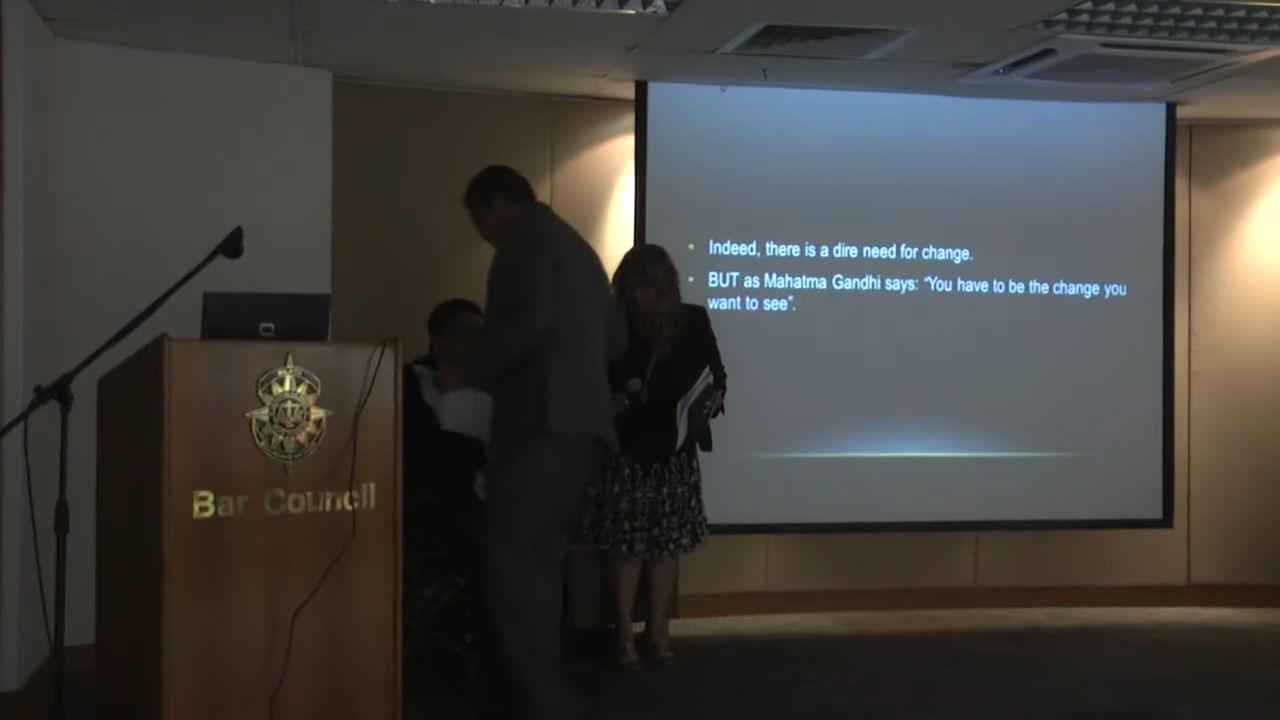 Indeed, there is a dire need for change.
BUT as Mahatma Gandhi says: “You have to be the change you
want to see”.
Bar Council